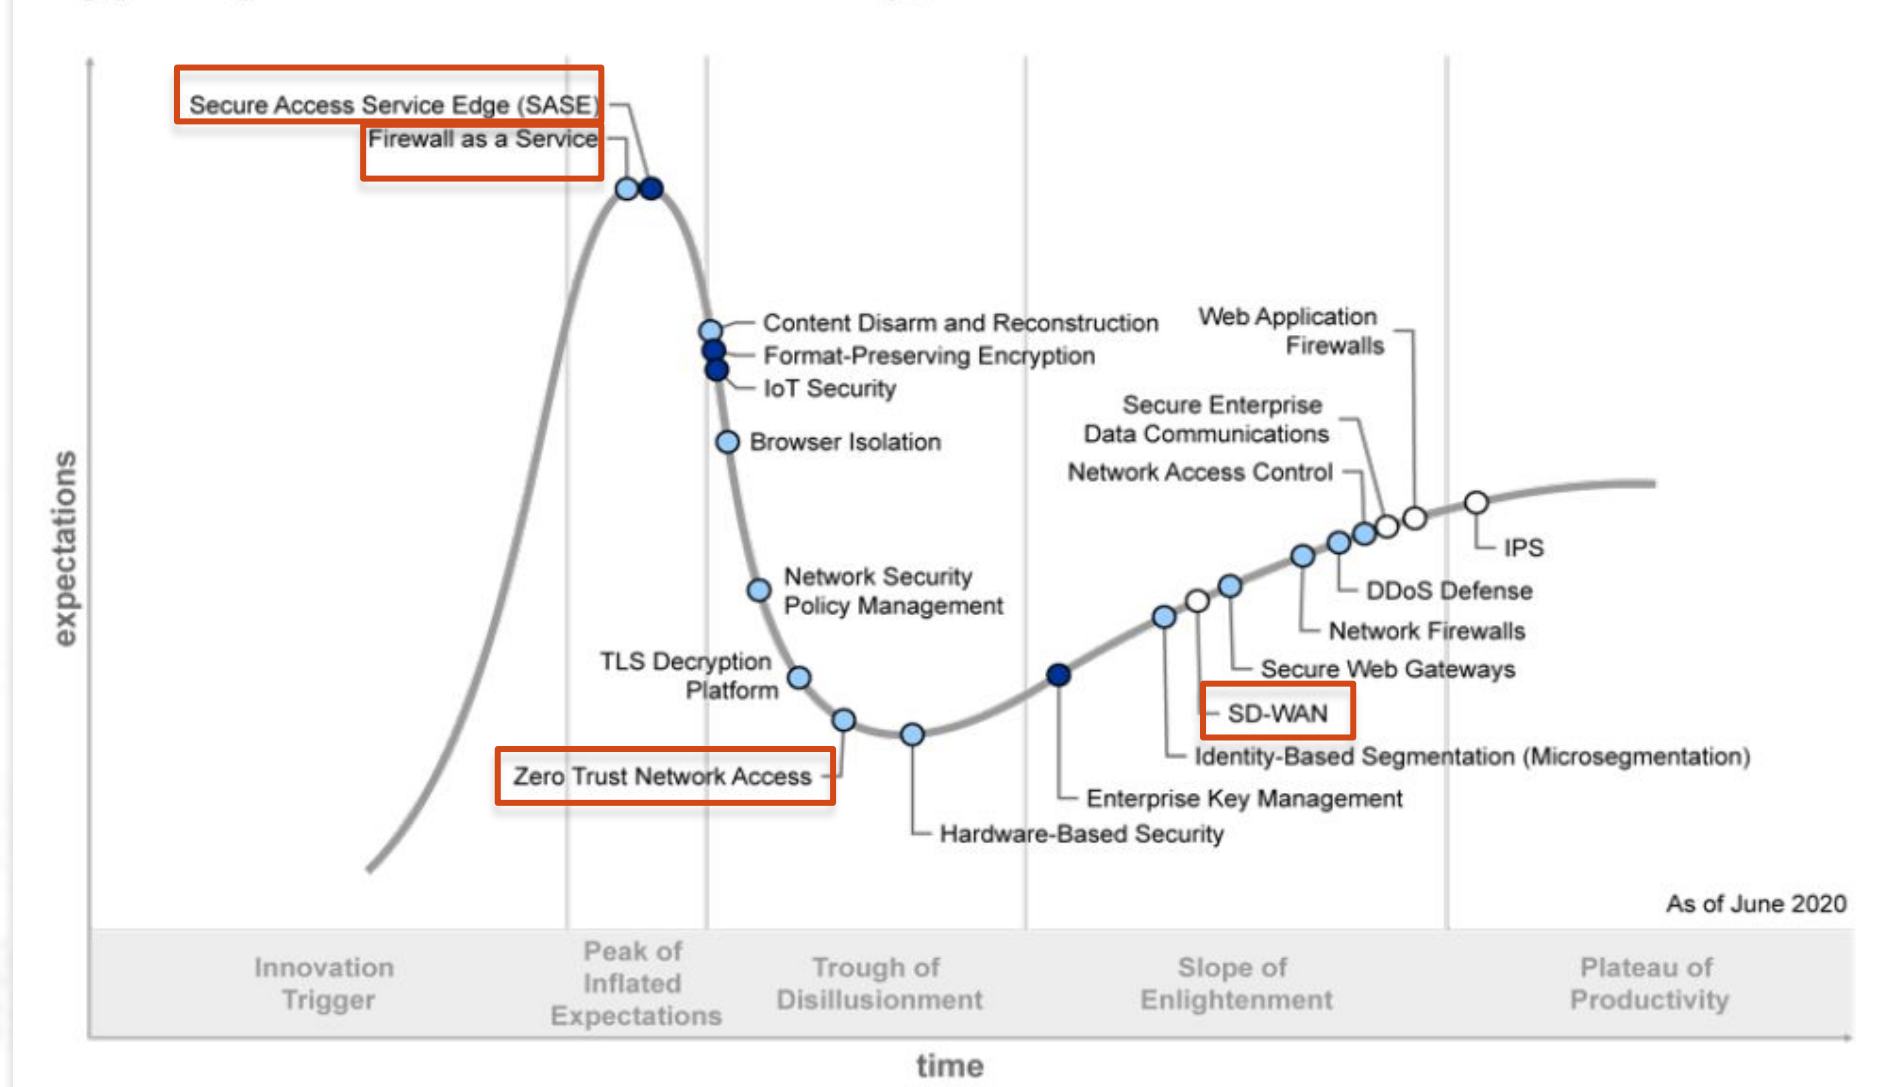 Secure Access Service Edge (SASE)
Firewall as a Service
Content Disarm and Reconstruction
Format-Preserving Encryption
IoT Security
Browser Isolation
Network Security
Policy Management
TLS Decryption
Platform
Zero Trust Network Access
Hardware-Based Security
Enterprise Key Management
Identity-Based Segmentation (Microsegmentation)
SD-WAN
Secure Web Gateways
Network Firewalls
DDoS Defense
Network Access Control
Secure Enterprise
Data Communications
Web Application
Firewalls
IPS
expectations
As of June 2020
Innovation
Trigger
Peak of
Inflated
Expectations
Trough of
Disillusionment
Slope of
Enlightenment
Plateau of
Productivity
time